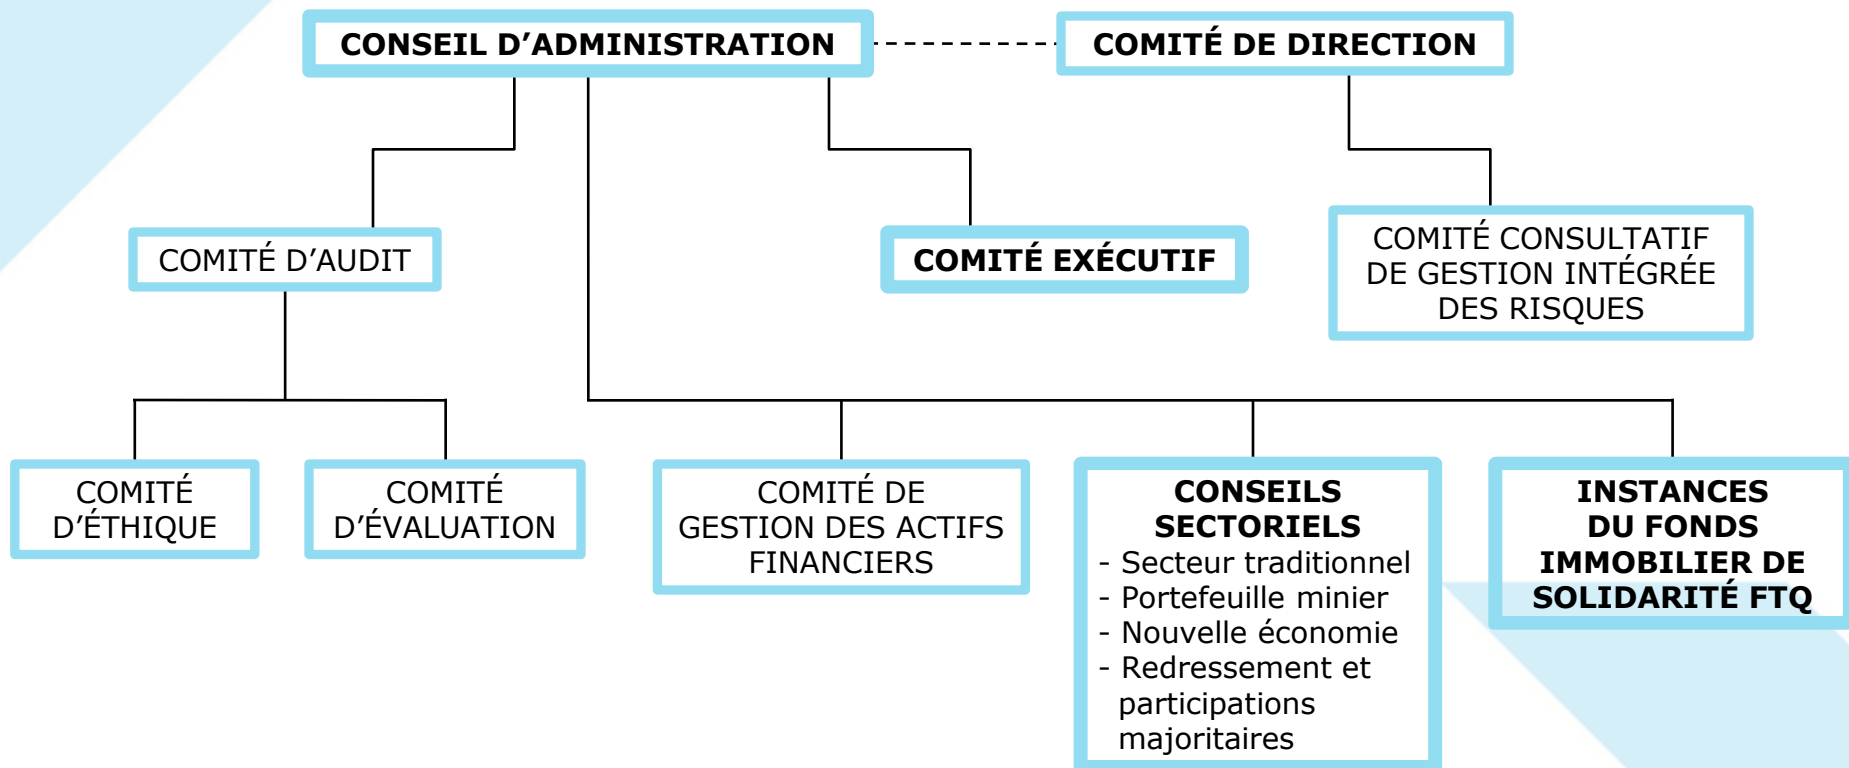 CONSEIL D’ADMINISTRATION
COMITÉ DE DIRECTION
COMITÉ D’AUDIT
COMITÉ EXÉCUTIF
COMITÉ CONSULTATIF
DE GESTION INTÉGRÉE
DES RISQUES
COMITÉ
D’ÉTHIQUE
COMITÉ
D’ÉVALUATION
COMITÉ DE
GESTION DES ACTIFS
FINANCIERS
CONSEILS
SECTORIELS
- Secteur traditionnel
- Portefeuille minier
- Nouvelle économie
- Redressement et
participations
majoritaires
INSTANCES
DU FONDS
IMMOBILIER DE
SOLIDARITÉ FTQ